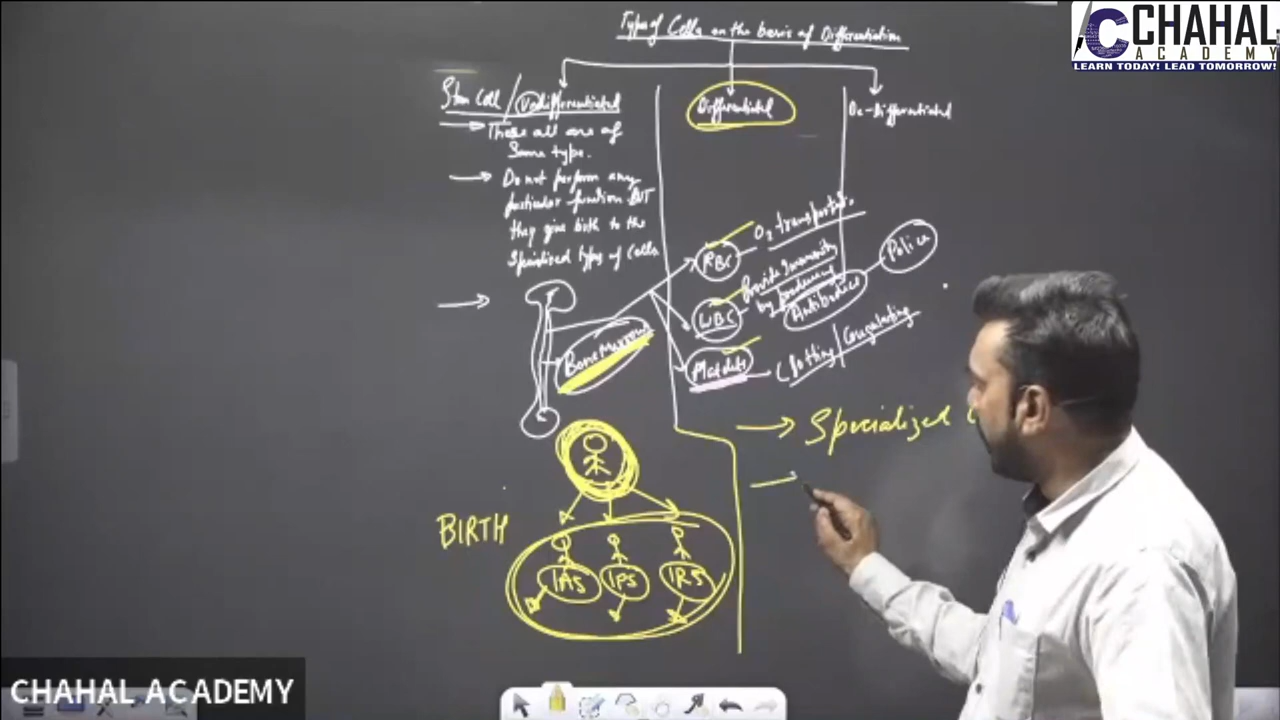 Types of Cells on the basis of Differentiation
CHAHAL
ACADEMY
LEARN TODAY! LEAD TOMORROW!
Stem Cell / Undifferentiated
Differentiated
De-Differentiated
These all are of
Same type.
Do not perform any
particular function BUT
they give birth to the
Specialized types of Cells
RBC
O2 transportatn
WBC
Provide Immunity
by producing
Antibodies
Police
Bone Marrow
Platelets
Clotting/
Specialized
BIRTH
IAS
IPS
IRS
CHAHAL ACADEMY